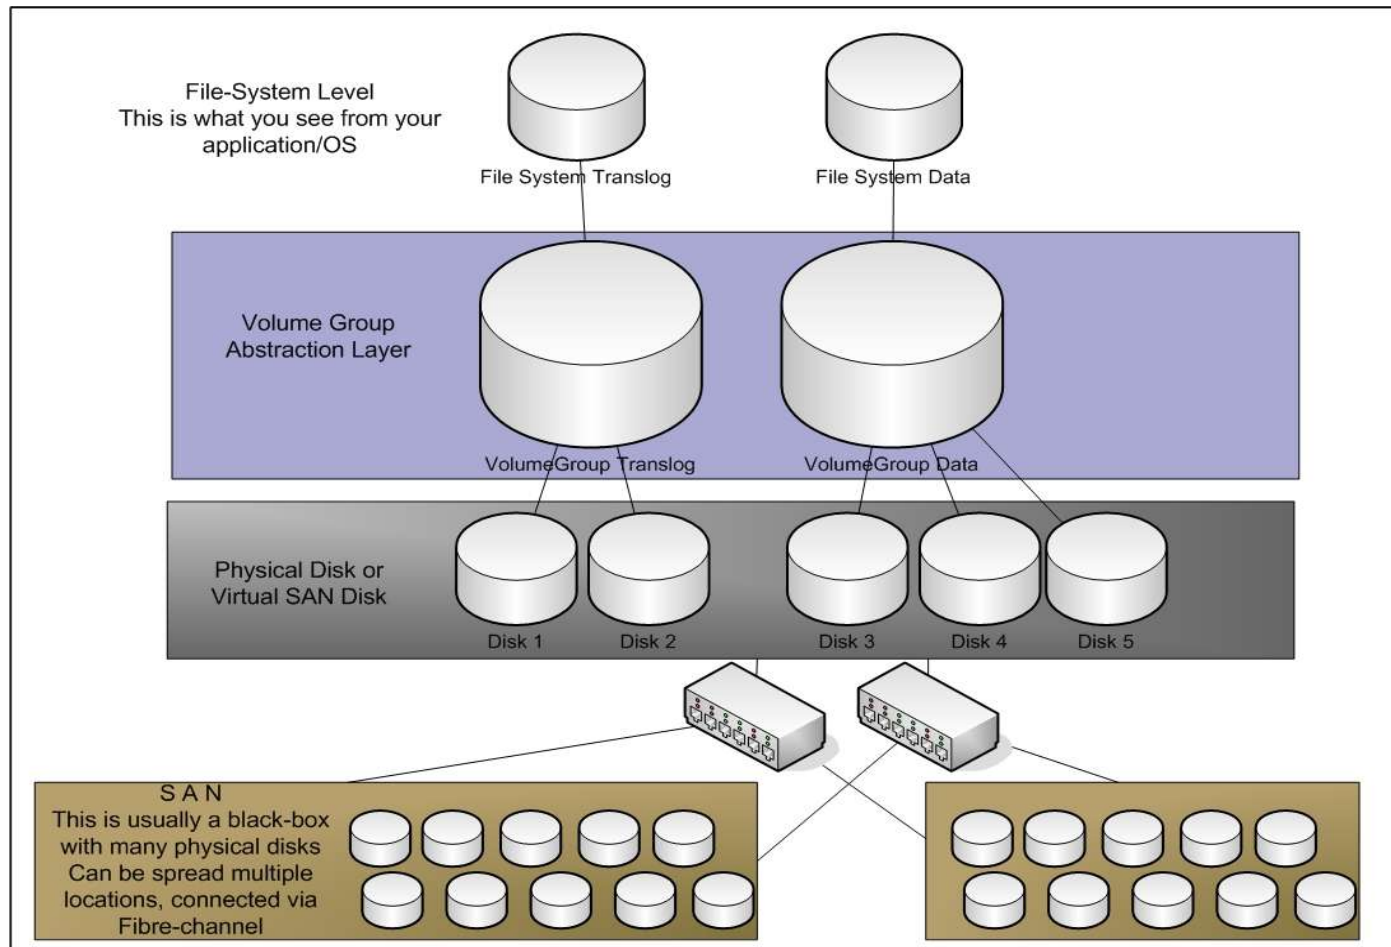 File-System Level
This is what you see from your
application/OS
File System Translog
File System Data
Volume Group
Abstraction Layer
VolumeGroup Translog
VolumeGroup Data
Physical Disk or
Virtual SAN Disk
Disk 1
Disk 2
Disk 3
Disk 4
Disk 5
S A N
This is usually a black-box
with many physical disks
Can be spread multiple
locations, connected via
Fibre-channel